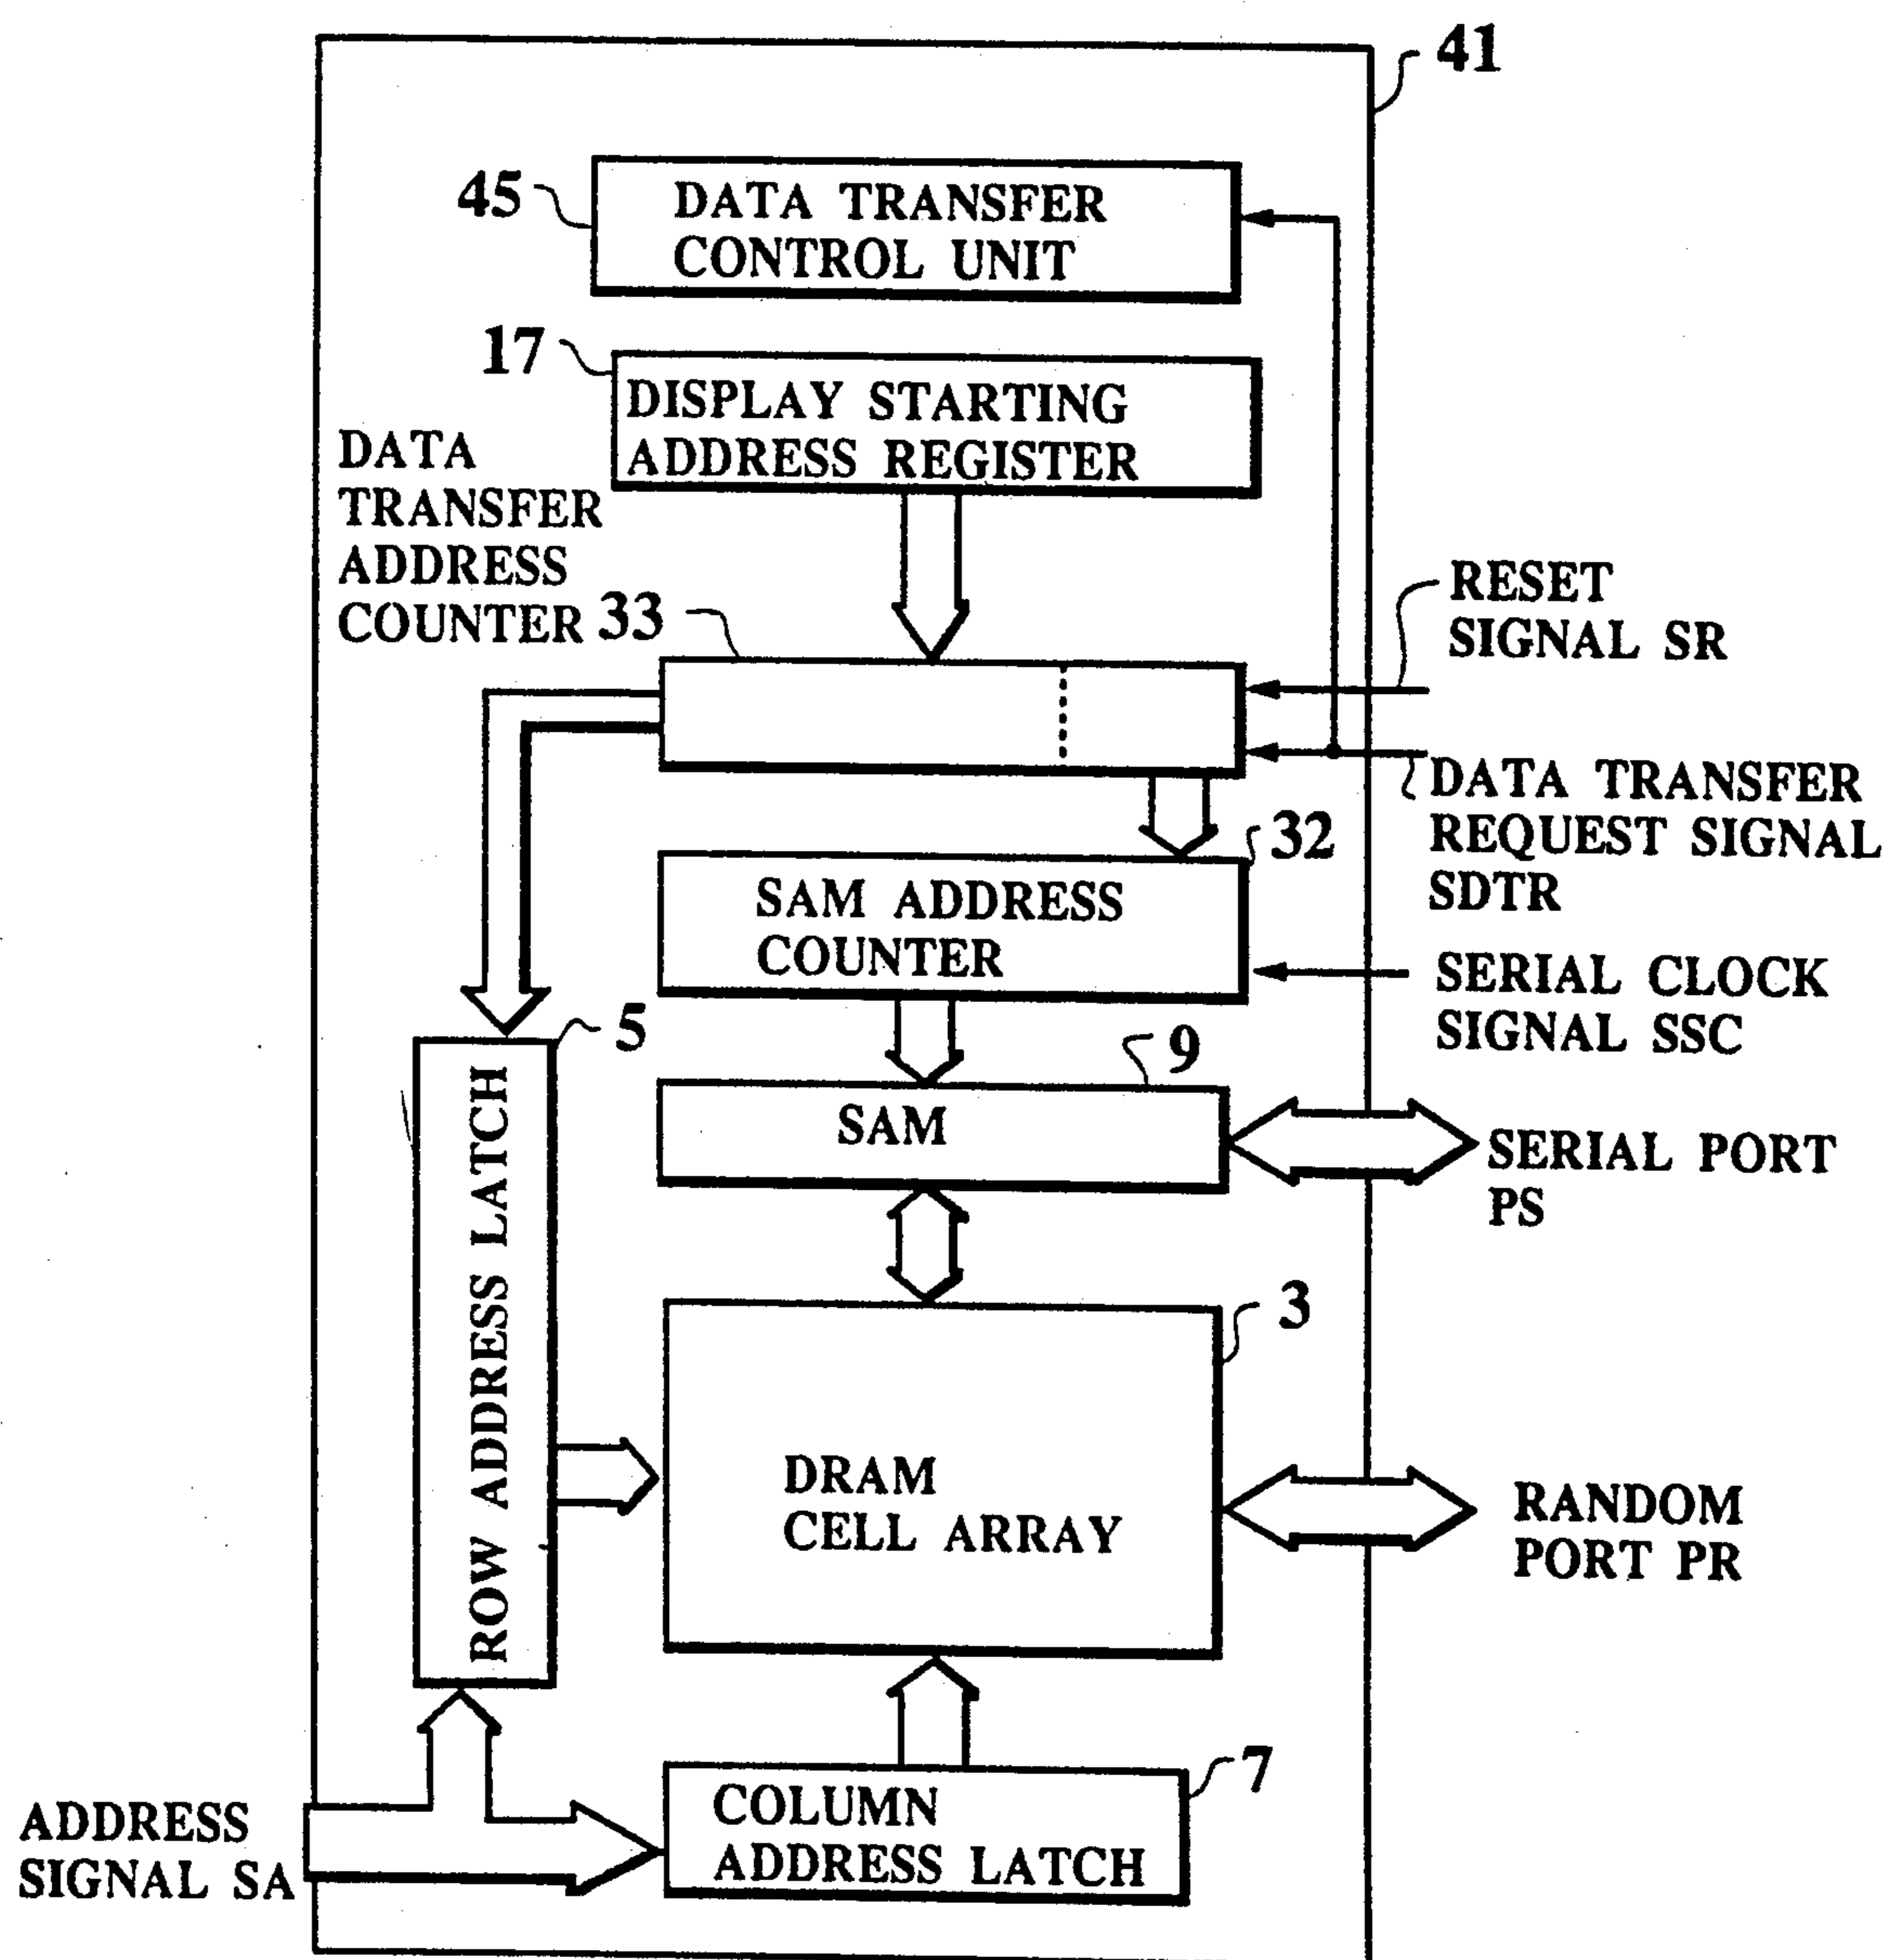 41
45
DATA TRANSFER
CONTROL UNIT
17
DISPLAY STARTING
ADDRESS REGISTER
DATA
TRANSFER
ADDRESS
COUNTER 33
RESET
SIGNAL SR
DATA TRANSFER
REQUEST SIGNAL
SDTR
32
SAM ADDRESS
COUNTER
SERIAL CLOCK
SIGNAL SSC
5
ROW ADDRESS LATCH
9
SAM
SERIAL PORT
PS
3
DRAM
CELL ARRAY
RANDOM
PORT PR
7
COLUMN
ADDRESS LATCH
ADDRESS
SIGNAL SA